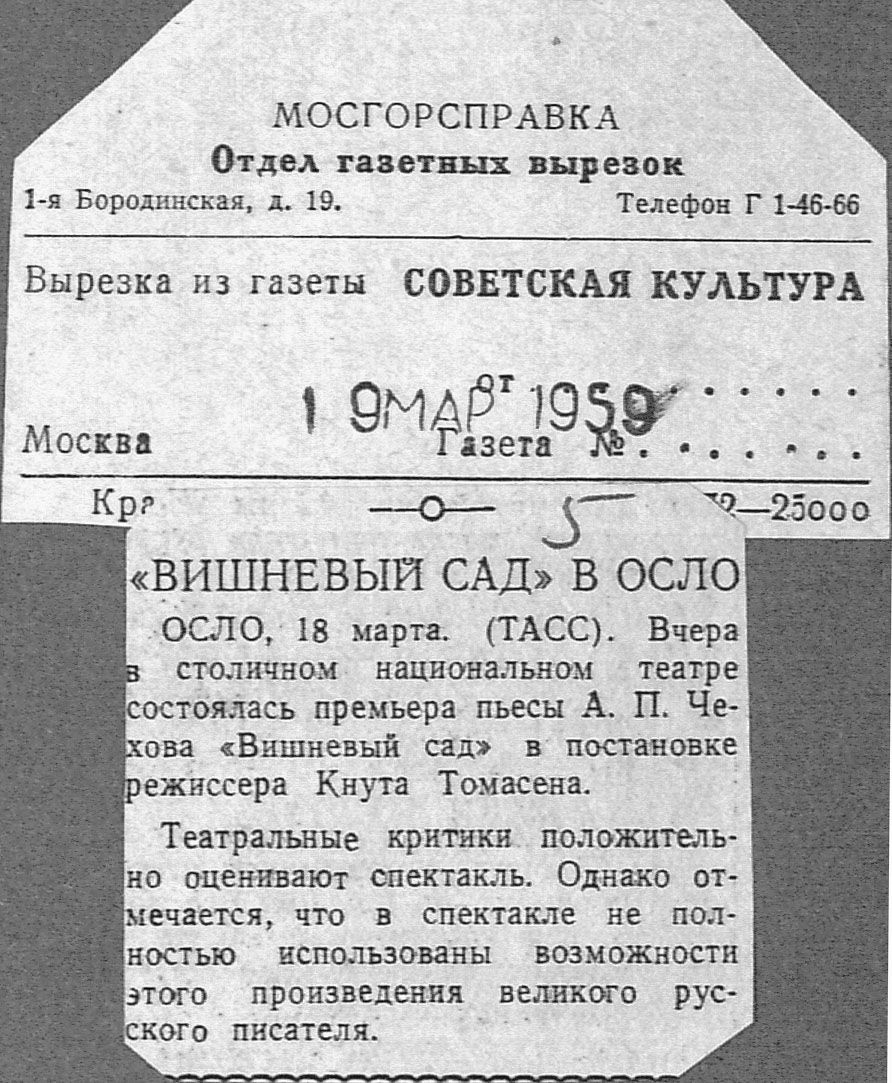 МОСГОРСПРАВКА
Отдел газетных вырезок
1-я Бородинская, д. 19. Телефон Г 1-46-66
Вырезка из газеты СОВЕТСКАЯ КУЛЬТУРА
от
19 МАР 1959 . . . . .
Москва Газета № . . . . . . .
5
—25000
«ВИШНЕВЫЙ САД» В ОСЛО
ОСЛО, 18 марта. (ТАСС). Вчера
в столичном национальном театре
состоялась премьера пьесы А. П. Че-
хова «Вишневый сад» в постановке
режиссера Кнута Томасена.
Театральные критики положитель-
но оценивают спектакль. Однако от-
мечается, что в спектакле не пол-
ностью использованы возможности
этого произведения великого рус-
ского писателя.